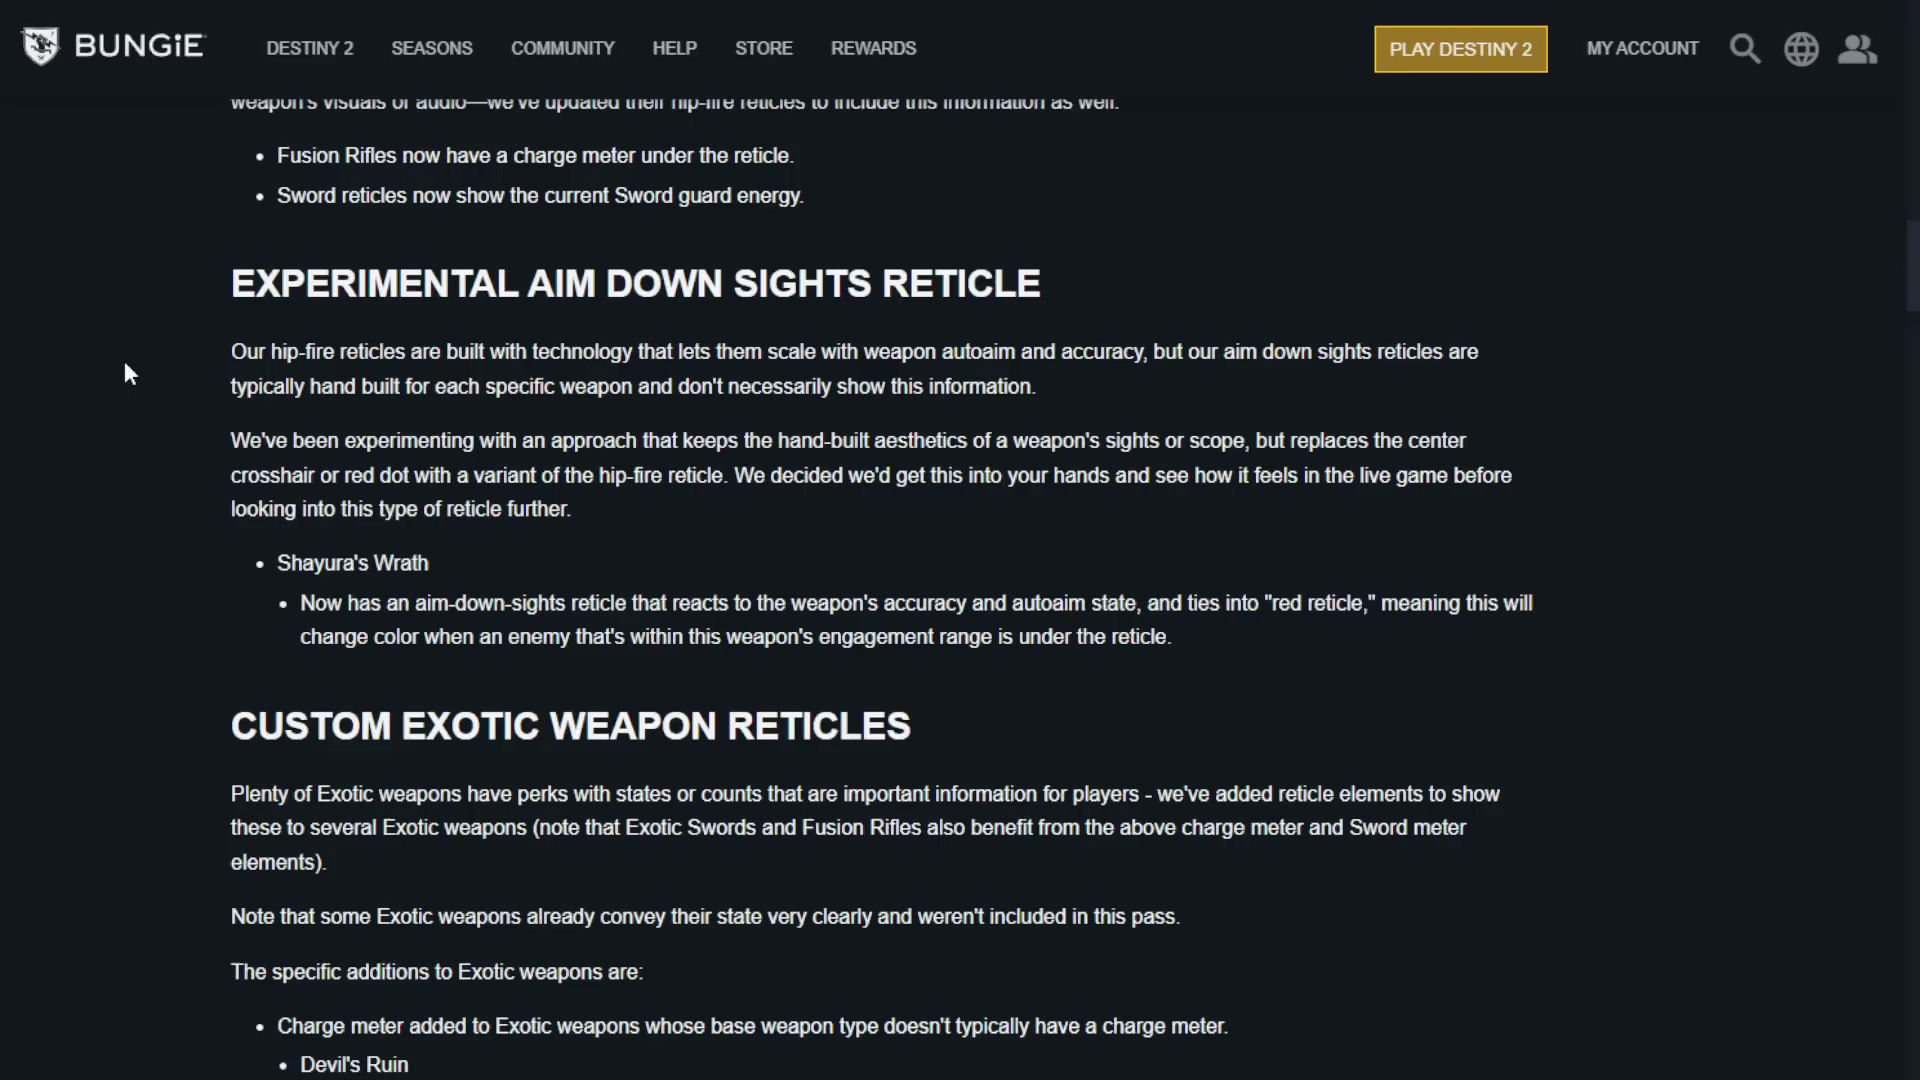 BUNGiE
DESTINY 2 SEASONS COMMUNITY HELP STORE REWARDS PLAY DESTINY 2 MY ACCOUNT
weapon's visuals or audio—we've updated their hip-fire reticles to include this information as well.
• Fusion Rifles now have a charge meter under the reticle.
• Sword reticles now show the current Sword guard energy.
EXPERIMENTAL AIM DOWN SIGHTS RETICLE
Our hip-fire reticles are built with technology that lets them scale with weapon autoaim and accuracy, but our aim down sights reticles are
typically hand built for each specific weapon and don't necessarily show this information.
We've been experimenting with an approach that keeps the hand-built aesthetics of a weapon's sights or scope, but replaces the center
crosshair or red dot with a variant of the hip-fire reticle. We decided we'd get this into your hands and see how it feels in the live game before
looking into this type of reticle further.
• Shayura's Wrath
• Now has an aim-down-sights reticle that reacts to the weapon's accuracy and autoaim state, and ties into "red reticle," meaning this will
change color when an enemy that's within this weapon's engagement range is under the reticle.
CUSTOM EXOTIC WEAPON RETICLES
Plenty of Exotic weapons have perks with states or counts that are important information for players - we've added reticle elements to show
these to several Exotic weapons (note that Exotic Swords and Fusion Rifles also benefit from the above charge meter and Sword meter
elements).
Note that some Exotic weapons already convey their state very clearly and weren't included in this pass.
The specific additions to Exotic weapons are:
• Charge meter added to Exotic weapons whose base weapon type doesn't typically have a charge meter.
• Devil's Ruin